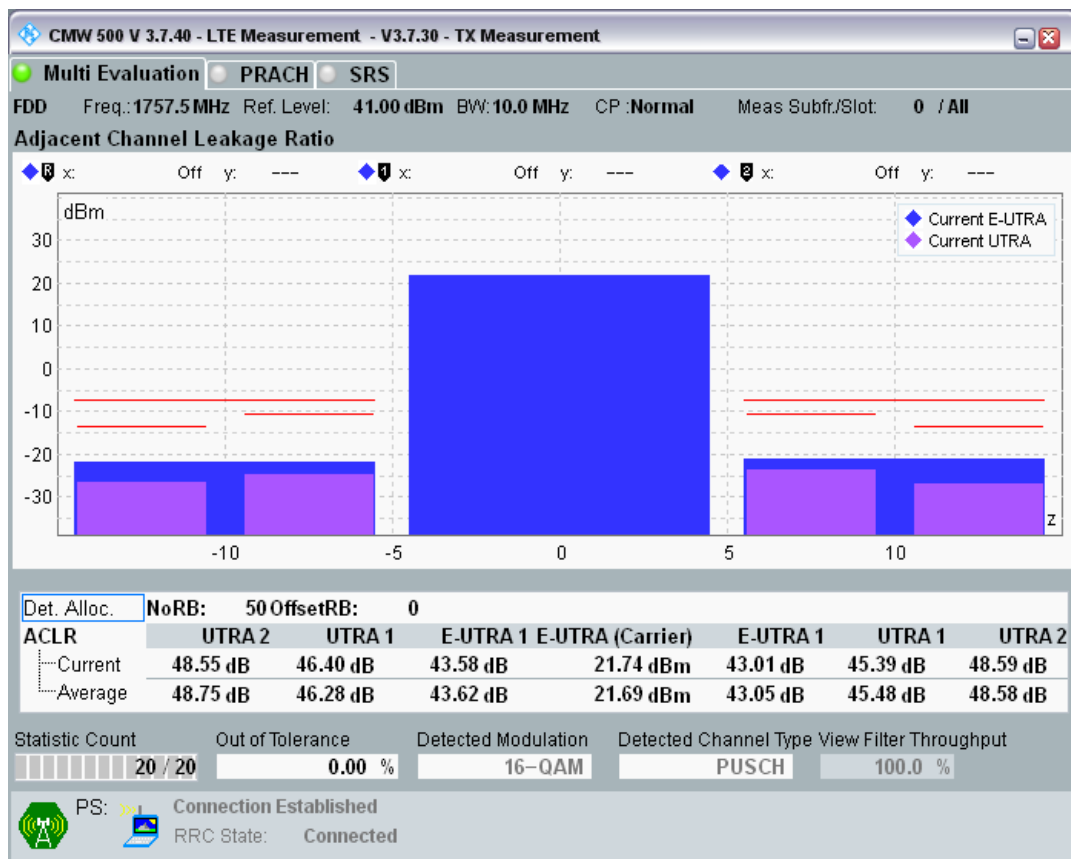 CMW 500 V 3.7.40 - LTE Measurement - V3.7.30 - TX Measurement
Multi Evaluation PRACH SRS
FDD Freq.:1757.5 MHz Ref. Level: 41.00 dBm BW:10.0 MHz CP :Normal Meas Subfr./Slot: 0 / All
Adjacent Channel Leakage Ratio
R x: Off y: --- 1 x: Off y: --- 2 x: Off y: ---
dBm
Current E-UTRA
Current UTRA
30
20
10
0
-10
-20
-30
z
-10 -5 0 5 10
Det. Alloc. NoRB: 50 OffsetRB: 0
ACLR UTRA 2 UTRA 1 E-UTRA 1 E-UTRA (Carrier) E-UTRA 1 UTRA 1 UTRA 2
Current 48.55 dB 46.40 dB 43.58 dB 21.74 dBm 43.01 dB 45.39 dB 48.59 dB
Average 48.75 dB 46.28 dB 43.62 dB 21.69 dBm 43.05 dB 45.48 dB 48.58 dB
Statistic Count Out of Tolerance Detected Modulation Detected Channel Type View Filter Throughput
20 / 20 0.00 % 16-QAM PUSCH 100.0 %
PS: Connection Established
RRC State: Connected